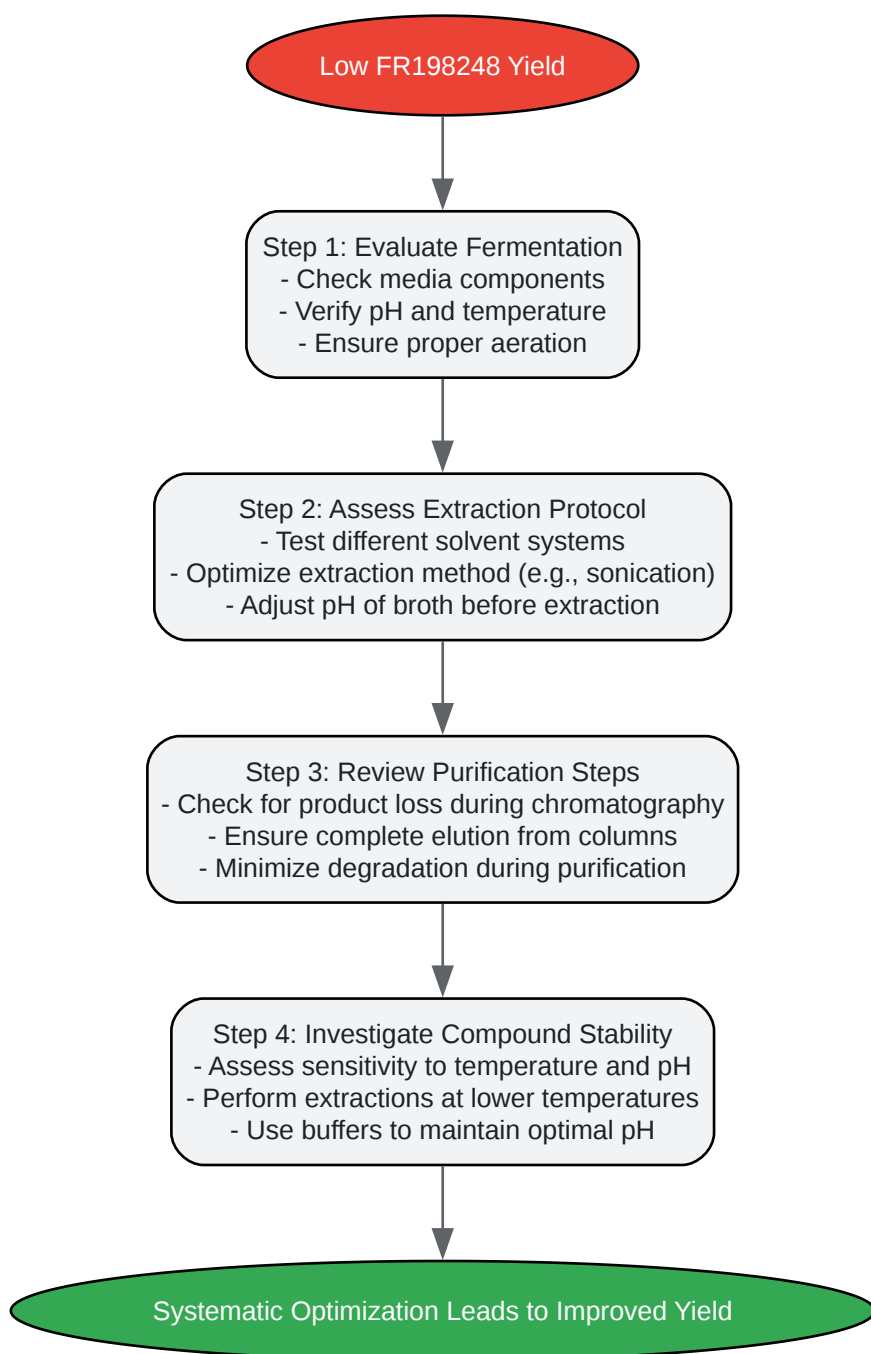 Low FR198248 Yield
Step 1: Evaluate Fermentation
- Check media components
- Verify pH and temperature
- Ensure proper aeration
Step 2: Assess Extraction Protocol
- Test different solvent systems
- Optimize extraction method (e.g., sonication)
- Adjust pH of broth before extraction
Step 3: Review Purification Steps
- Check for product loss during chromatography
- Ensure complete elution from columns
- Minimize degradation during purification
Step 4: Investigate Compound Stability
- Assess sensitivity to temperature and pH
- Perform extractions at lower temperatures
- Use buffers to maintain optimal pH
Systematic Optimization Leads to Improved Yield